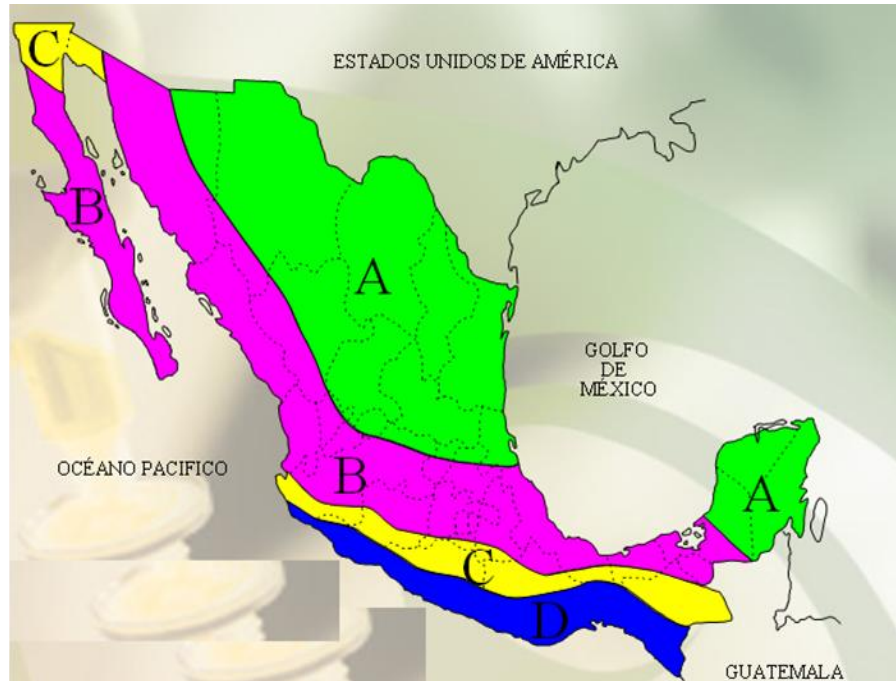 C
ESTADOS UNIDOS DE AMÉRICA
B
A
GOLFO
DE
MÉXICO
OCÉANO PACIFICO
B
A
C
D
GUATEMALA